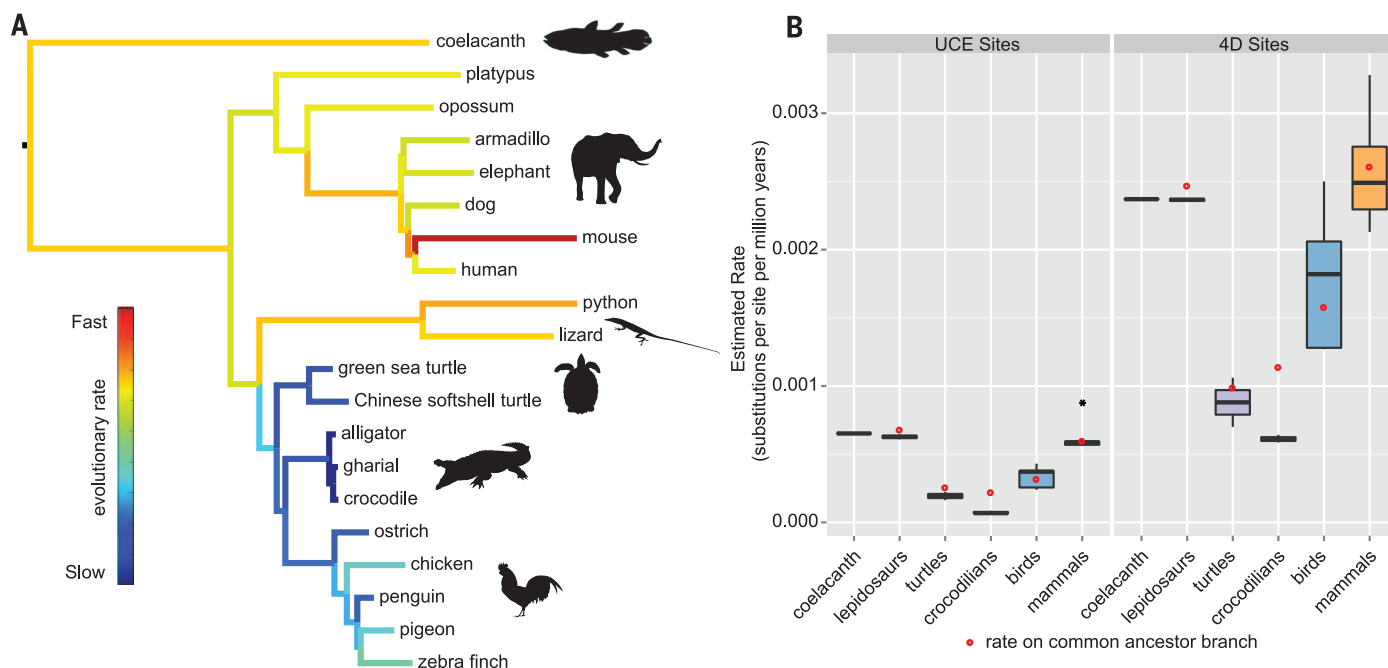 A
coelacanth
platypus
opossum
armadillo
elephant
dog
mouse
human
python
lizard
green sea turtle
Chinese softshell turtle
alligator
gharial
crocodile
ostrich
chicken
penguin
pigeon
zebra finch
Fast
evolutionary rate
Slow
B
UCE Sites
4D Sites
Estimated Rate
(substitutions per site per million years)
0.003
0.002
0.001
0.000
*
coelacanth
lepidosaurs
turtles
crocodilians
birds
mammals
coelacanth
lepidosaurs
turtles
crocodilians
birds
mammals
rate on common ancestor branch